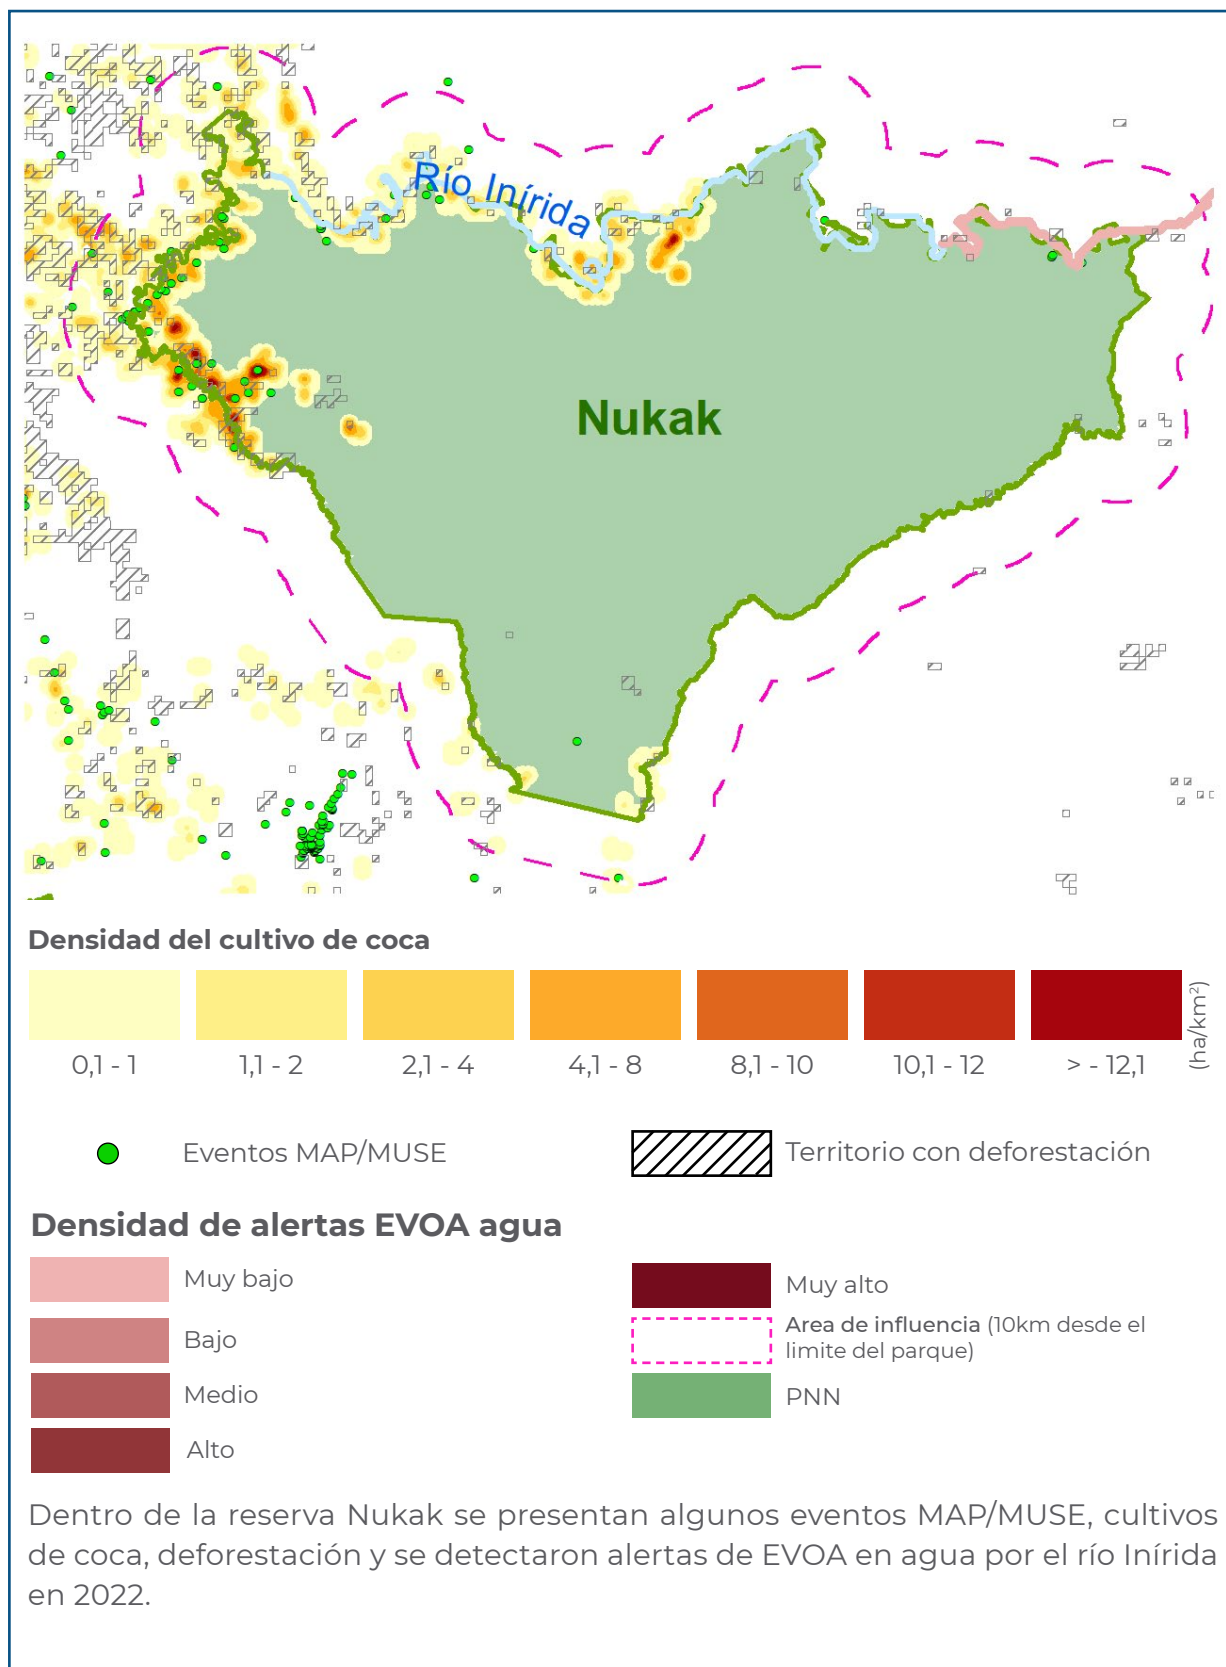 Río Inírida
Nukak
Densidad del cultivo de coca
0,1 - 1
1,1 - 2
2,1 - 4
4,1 - 8
8,1 - 10
10,1 - 12
> - 12,1
(ha/km²)
Eventos MAP/MUSE
Territorio con deforestación
Densidad de alertas EVOA agua
Muy bajo
Bajo
Medio
Alto
Muy alto
Area de influencia (10km desde el
limite del parque)
PNN
Dentro de la reserva Nukak se presentan algunos eventos MAP/MUSE, cultivos
de coca, deforestación y se detectaron alertas de EVOA en agua por el río Inírida
en 2022.